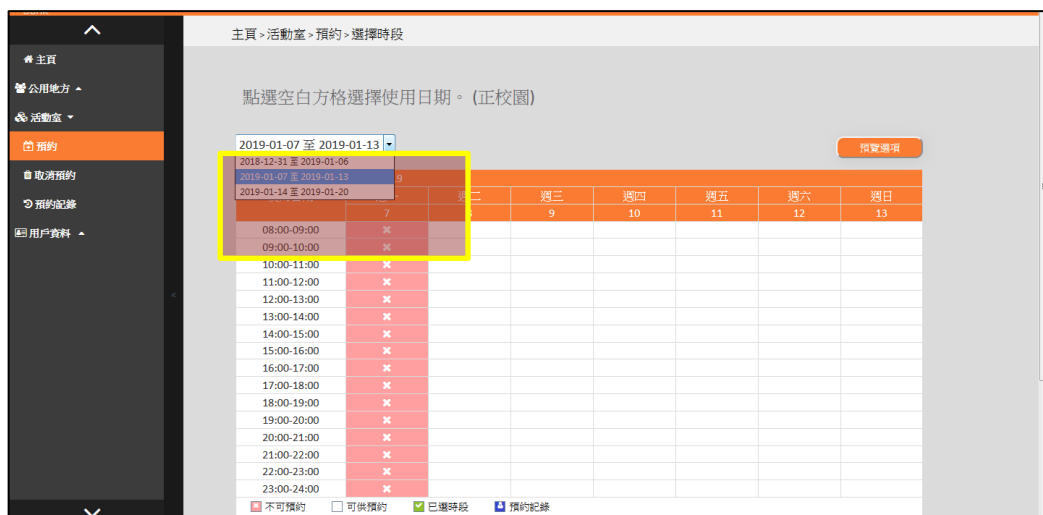 主頁>活動室>預約>選擇時段
主頁
公用地方
活動室
預約
取消預約
預約記錄
用戶資料
<
點選空白方格選擇使用日期。(正校園)
2019-01-07 至 2019-01-13
預覽選項
2018-12-31 至 2019-01-06
2019-01-07 至 2019-01-13
2019-01-14 至 2019-01-20
週二 週三 週四 週五 週六 週日
7 8 9 10 11 12 13
08:00-09:00
09:00-10:00
10:00-11:00
11:00-12:00
12:00-13:00
13:00-14:00
14:00-15:00
15:00-16:00
16:00-17:00
17:00-18:00
18:00-19:00
19:00-20:00
20:00-21:00
21:00-22:00
22:00-23:00
23:00-24:00
不可預約 可供預約 已選時段 預約記錄